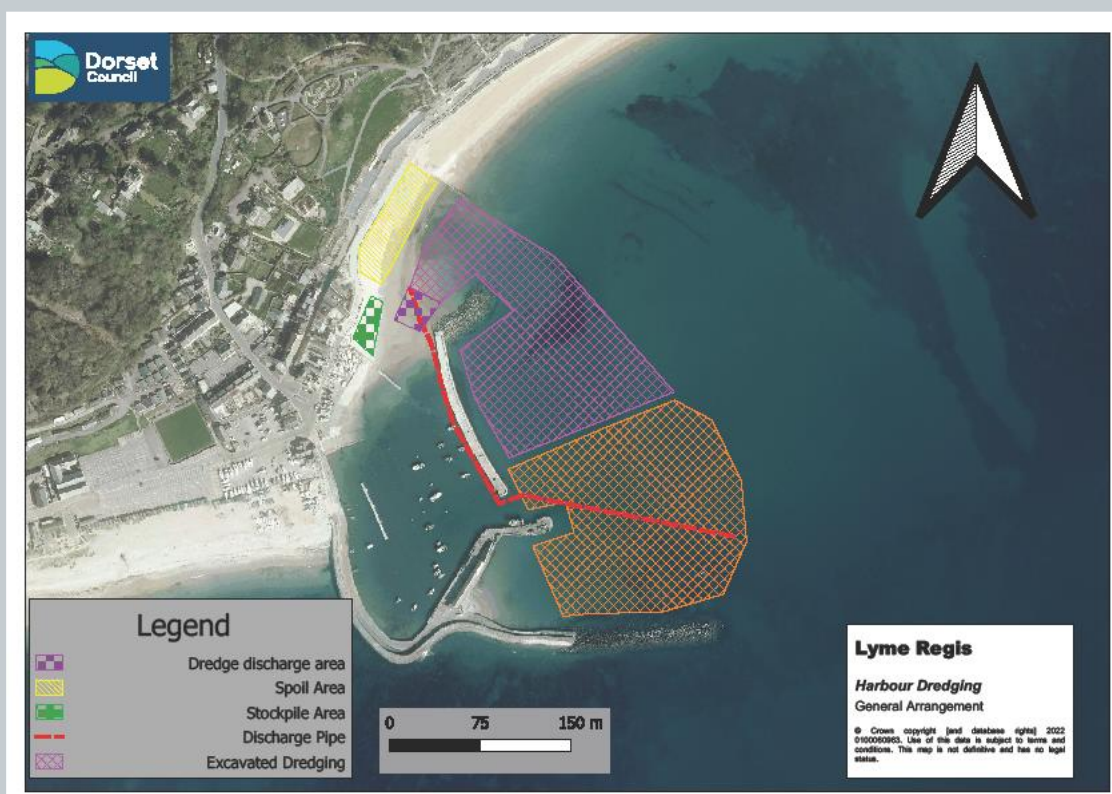 Dorset
Council
Legend
Dredge discharge area
Spoil Area
Stockpile Area
Discharge Pipe
Excavated Dredging
0 75 150 m
Lyme Regis
Harbour Dredging
General Arrangement
© Crown copyright [and database rights] 2022
0100060963. Use of this data is subject to terms and
conditions. This map is not definitive and has no legal
status.